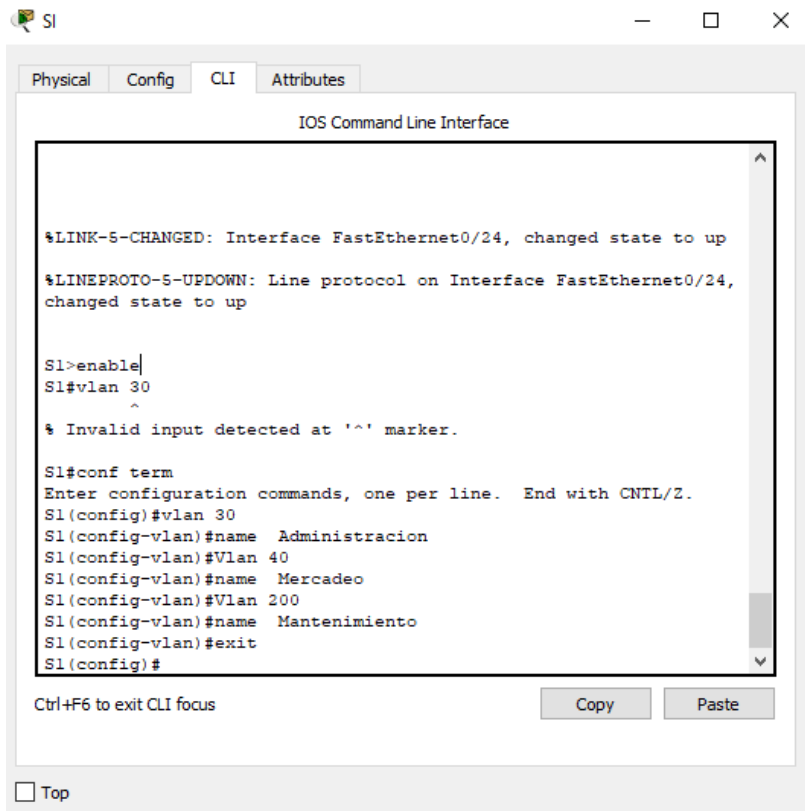 SI
Physical Config CLI Attributes
IOS Command Line Interface
%LINK-5-CHANGED: Interface FastEthernet0/24, changed state to up
%LINEPROTO-5-UPDOWN: Line protocol on Interface FastEthernet0/24,
changed state to up
S1>enable
S1#vlan 30
^
% Invalid input detected at '^' marker.
S1#conf term
Enter configuration commands, one per line.  End with CNTL/Z.
S1(config)#vlan 30
S1(config-vlan)#name  Administracion
S1(config-vlan)#Vlan 40
S1(config-vlan)#name  Mercadeo
S1(config-vlan)#Vlan 200
S1(config-vlan)#name  Mantenimiento
S1(config-vlan)#exit
S1(config)#
Ctrl+F6 to exit CLI focus
Copy Paste
Top